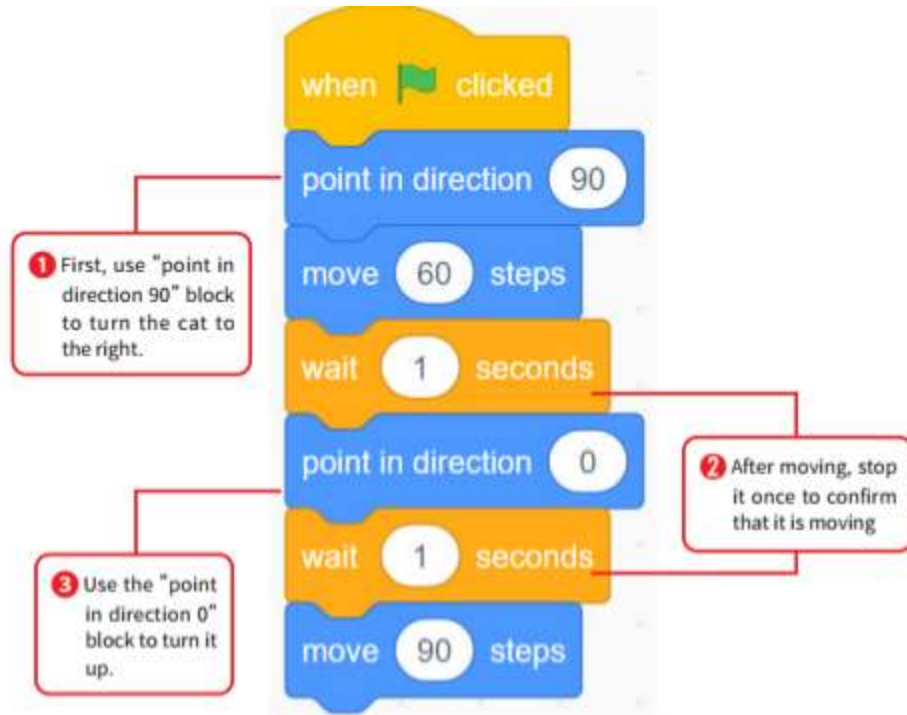 when clicked
point in direction 90
move 60 steps
wait 1 seconds
point in direction 0
wait 1 seconds
move 90 steps
1 First, use "point in
direction 90" block
to turn the cat to
the right.
2 After moving, stop
it once to confirm
that it is moving
3 Use the "point
in direction 0"
block to turn it
up.